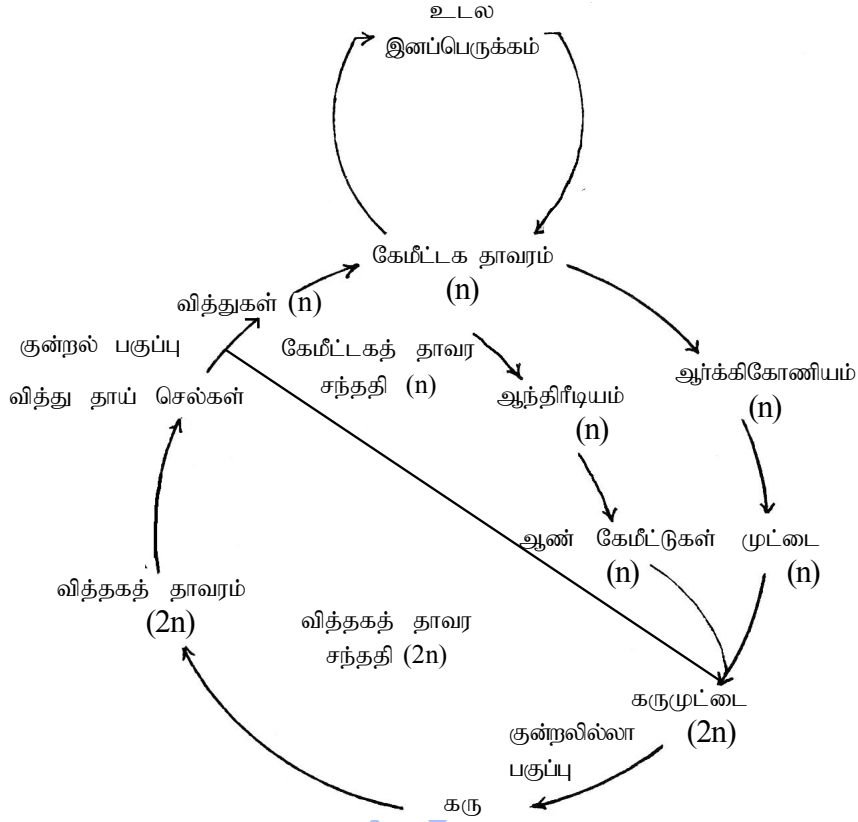 உடல
இனப்பெருக்கம்
கேமீட்டக தாவரம்
(n)
வித்துகள் (n)
குன்றல் பகுப்பு
வித்து தாய் செல்கள்
கேமீட்டகத் தாவர
சந்ததி (n)
ஆந்திரீடியம்
(n)
ஆர்க்கிகோணியம்
(n)
ஆண் கேமீட்டுகள்
(n)
முட்டை
(n)
வித்தகத் தாவரம்
(2n)
வித்தகத் தாவர
சந்ததி (2n)
கருமுட்டை
(2n)
குன்றலில்லா
பகுப்பு
கரு